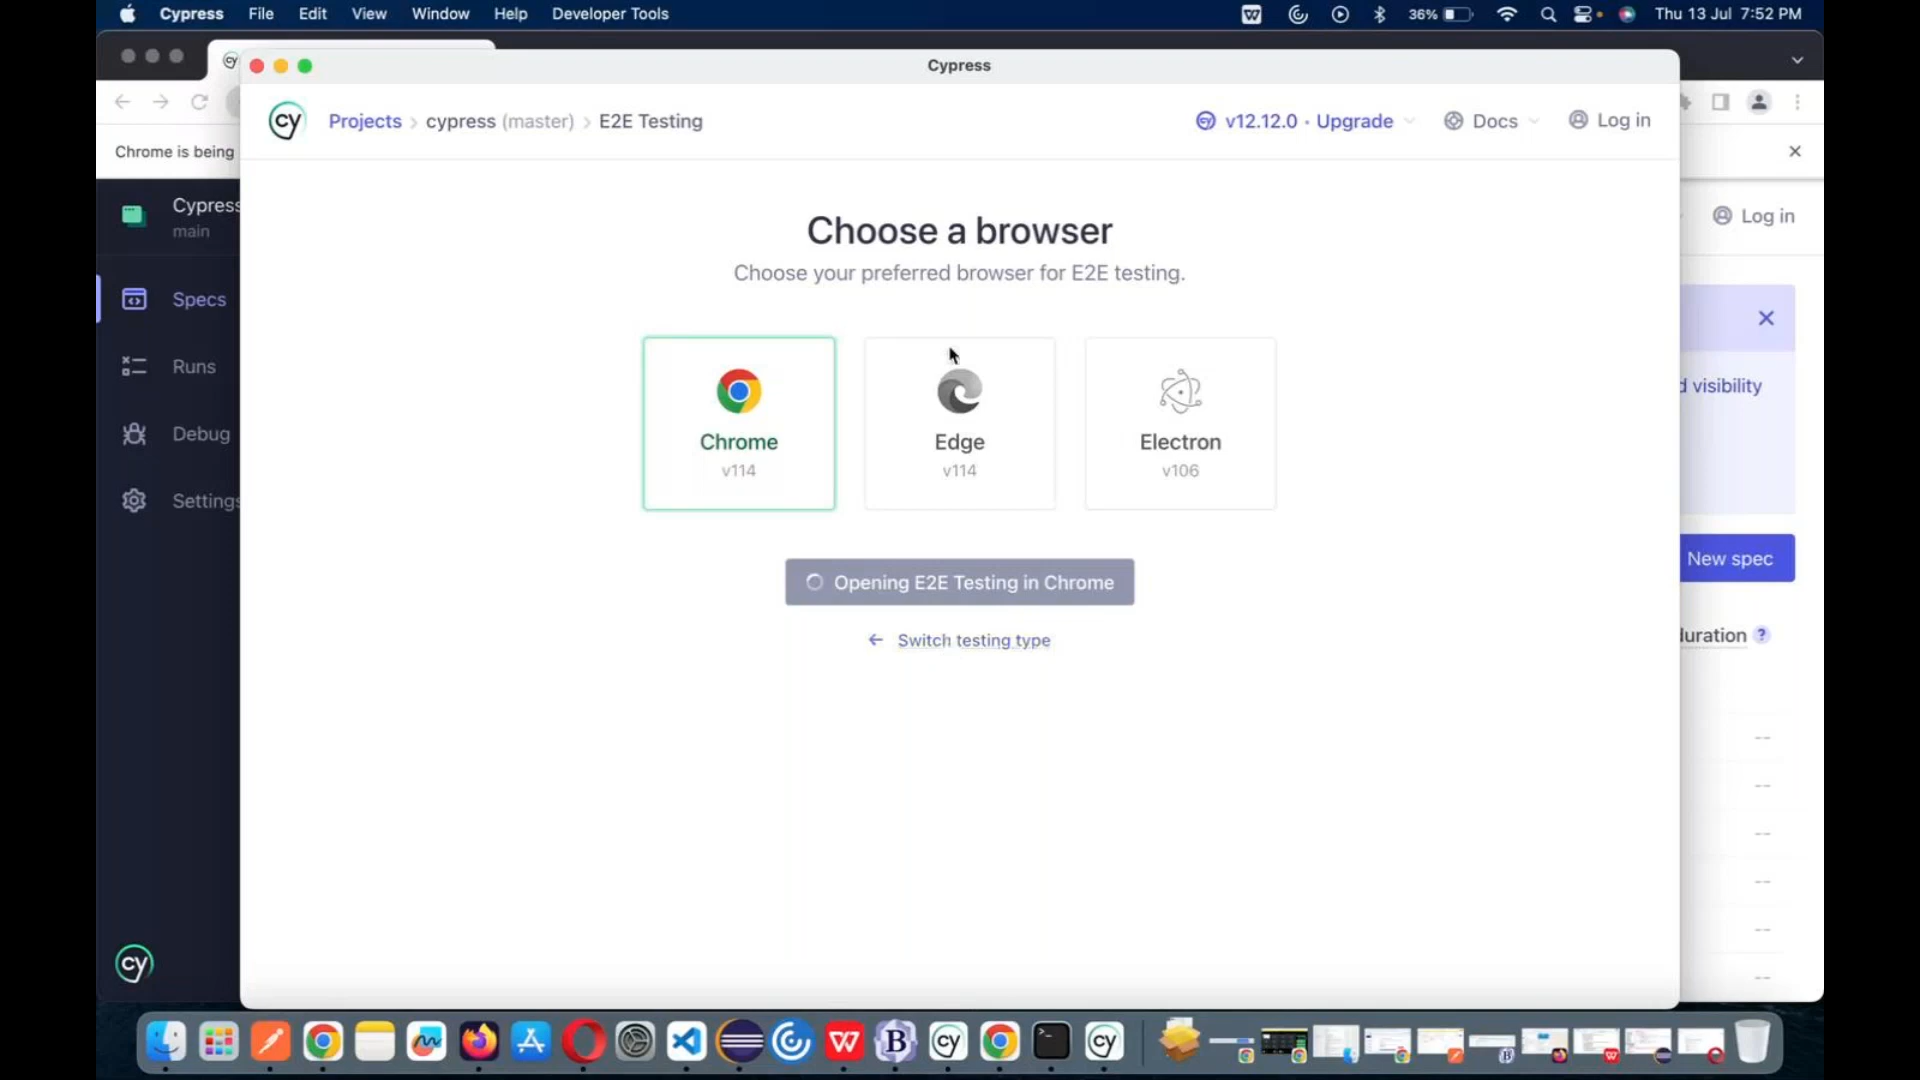 Cypress File Edit View Window Help Developer Tools 36% Thu 13 Jul 7:52 PM
Cypress
cy Projects > cypress (master) > E2E Testing v12.12.0 • Upgrade Docs Log in
Chrome is being
Cypress
main
Log in
Choose a browser
Choose your preferred browser for E2E testing.
Specs
Runs
visibility
Debug
Chrome
v114
Edge
v114
Electron
v106
Settings
New spec
Opening E2E Testing in Chrome
Switch testing type
duration ?
--
--
--
--
--
--
cy